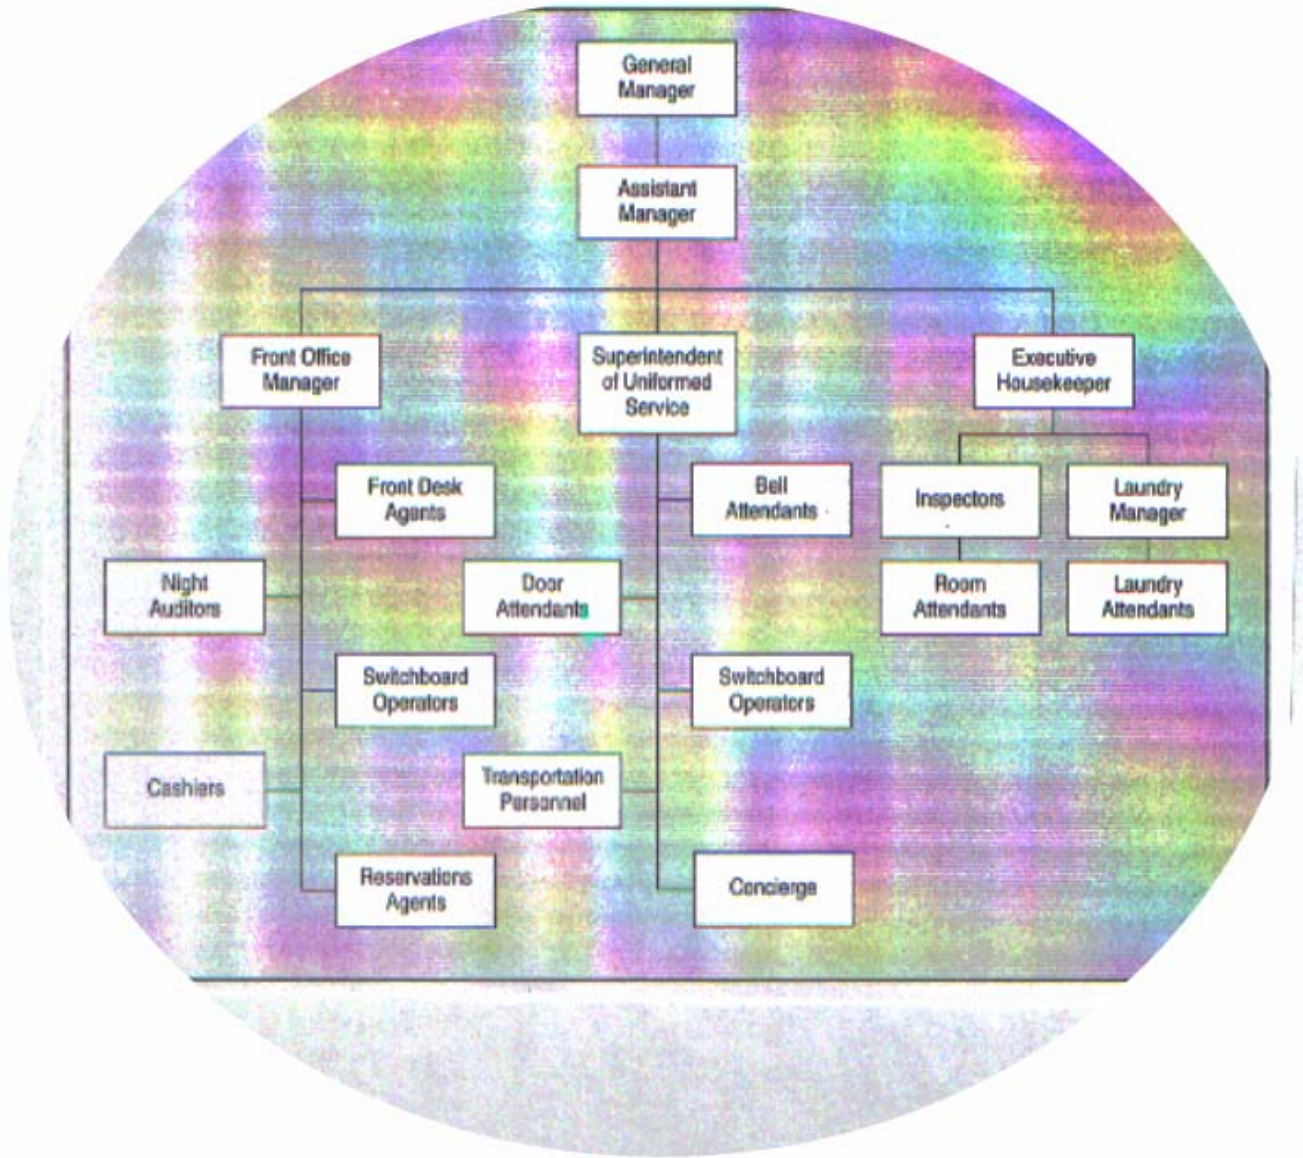 General
Manager
Assistant
Manager
Front Office
Manager
Superintendent
of Uniformed
Service
Executive
Housekeeper
Front Desk
Agents
Bell
Attendants
Inspectors
Laundry
Manager
Night
Auditors
Door
Attendants
Room
Attendants
Laundry
Attendants
Switchboard
Operators
Switchboard
Operators
Cashiers
Transportation
Personnel
Reservations
Agents
Concierge